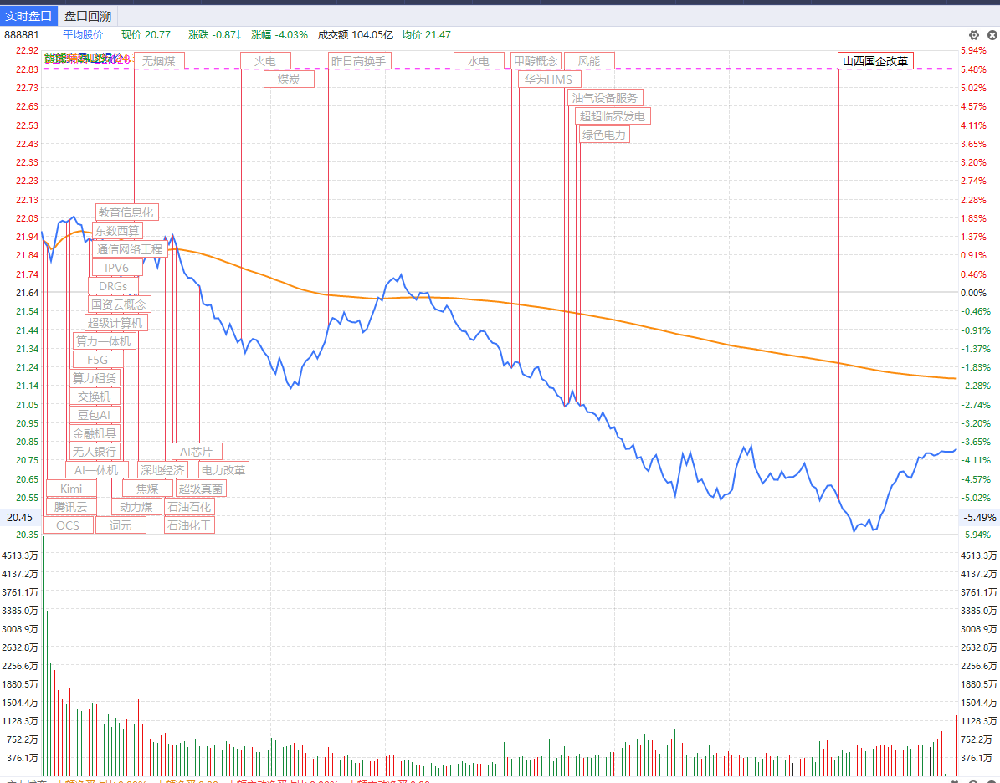 实时盘口 盘口回溯
888881 平均股价 现价 20.77 涨跌 -0.87↓ 涨幅 -4.03% 成交额 104.05亿 均价 21.47
22.92 5.94%
无烟煤 火电 昨日高换手 水电 甲醇概念 风能 山西国企改革
22.83 5.48%
煤炭 华为HMS
22.73 5.02%
油气设备服务
22.63 4.57%
超超临界发电
22.53 4.11%
绿色电力
22.43 3.65%
22.33 3.20%
22.23 2.74%
22.13 2.28%
教育信息化
22.03 1.83%
东数西算
21.94 1.37%
通信网络工程
21.84 0.91%
IPV6
21.74 0.46%
DRGs
21.64 0.00%
国资云概念
21.54 -0.46%
超级计算机
21.44 -0.91%
算力一体机
21.34 -1.37%
F5G
21.24 -1.83%
算力租赁
21.14 -2.28%
交换机
21.05 -2.74%
豆包AI
20.95 -3.20%
金融机具
20.85 -3.65%
无人银行 AI芯片
20.75 -4.11%
AI一体机 深地经济 电力改革
20.65 -4.57%
Kimi 焦煤 超级真菌
20.55 -5.02%
腾讯云 动力煤 石油石化
20.45 -5.49%
OCS 词元 石油化工
20.35 -5.94%
4513.3万 4513.3万
4137.2万 4137.2万
3761.1万 3761.1万
3385.0万 3385.0万
3008.9万 3008.9万
2632.8万 2632.8万
2256.6万 2256.6万
1880.5万 1880.5万
1504.4万 1504.4万
1128.3万 1128.3万
752.2万 752.2万
376.1万 376.1万